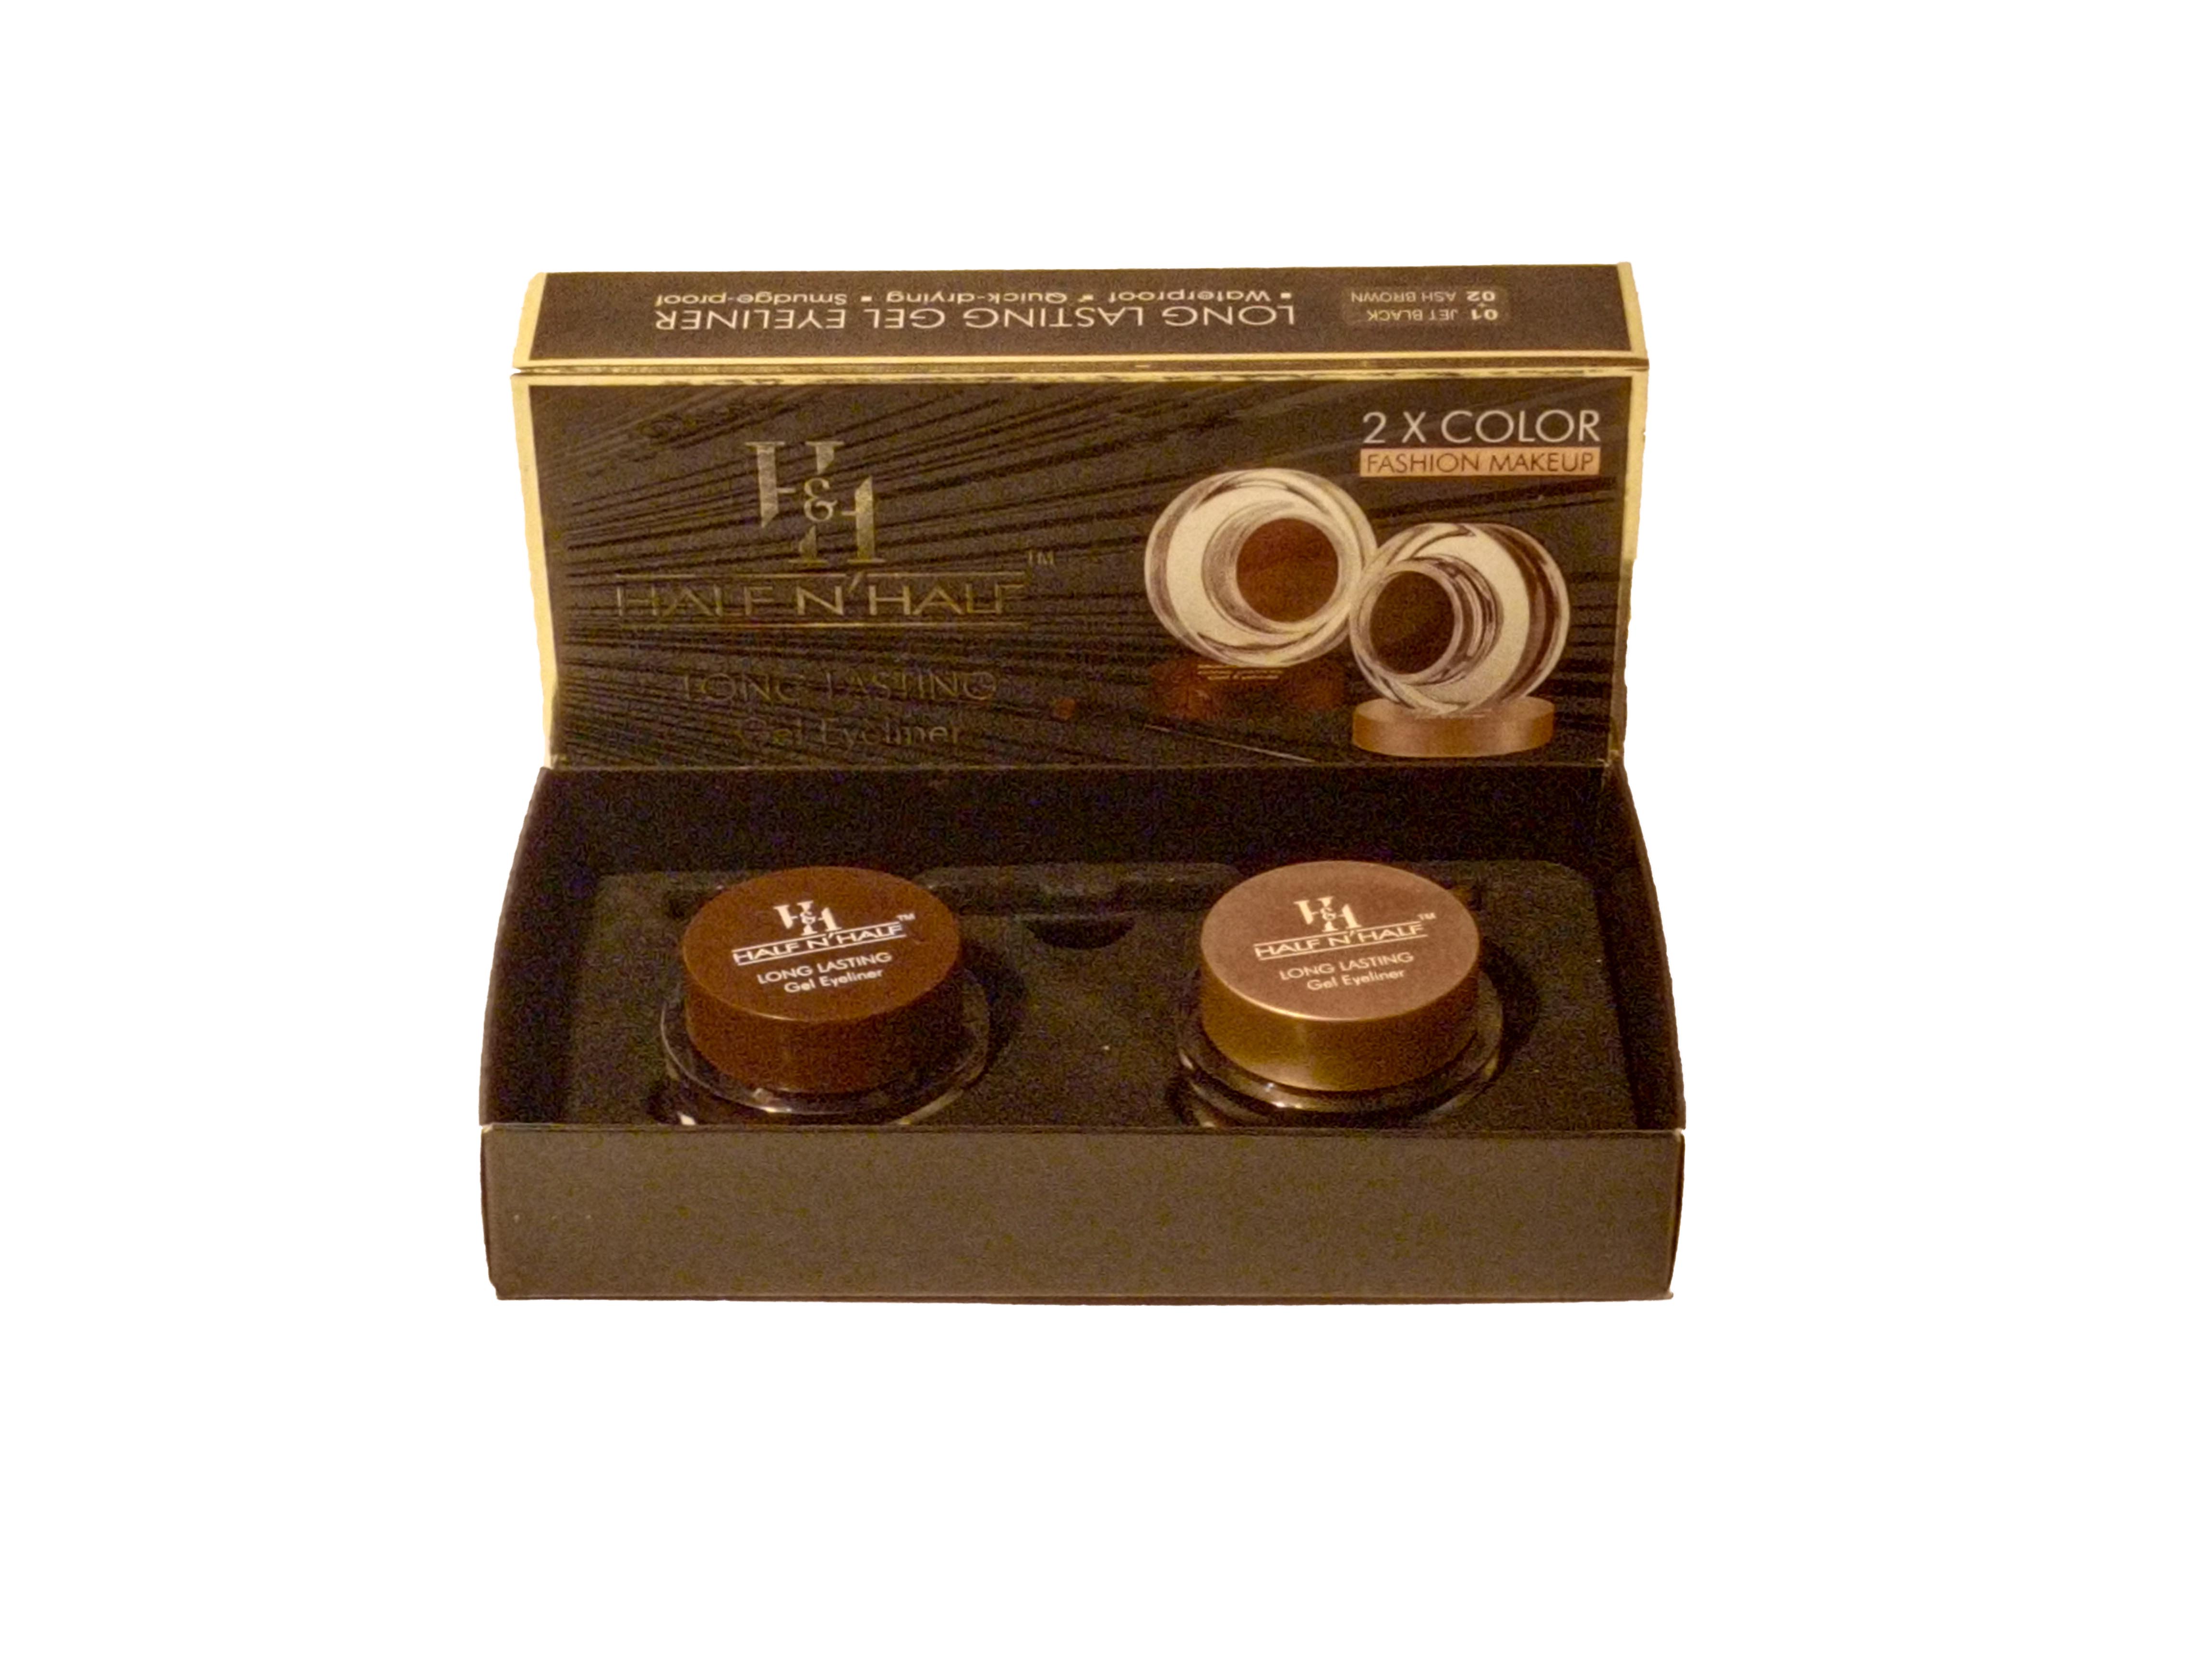 LONG LASTING GEL EYELINER
▪ Waterproof ▪ Quick-drying ▪ Smudge-proof
01 JET BLACK
+
02 ASH BROWN
2 X COLOR
FASHION MAKEUP
H&H
HALF N'HALF™
LONG LASTING
Gel Eyeliner
H&H
HALF N'HALF™
LONG LASTING
Gel Eyeliner
H&H
HALF N'HALF™
LONG LASTING
Gel Eyeliner